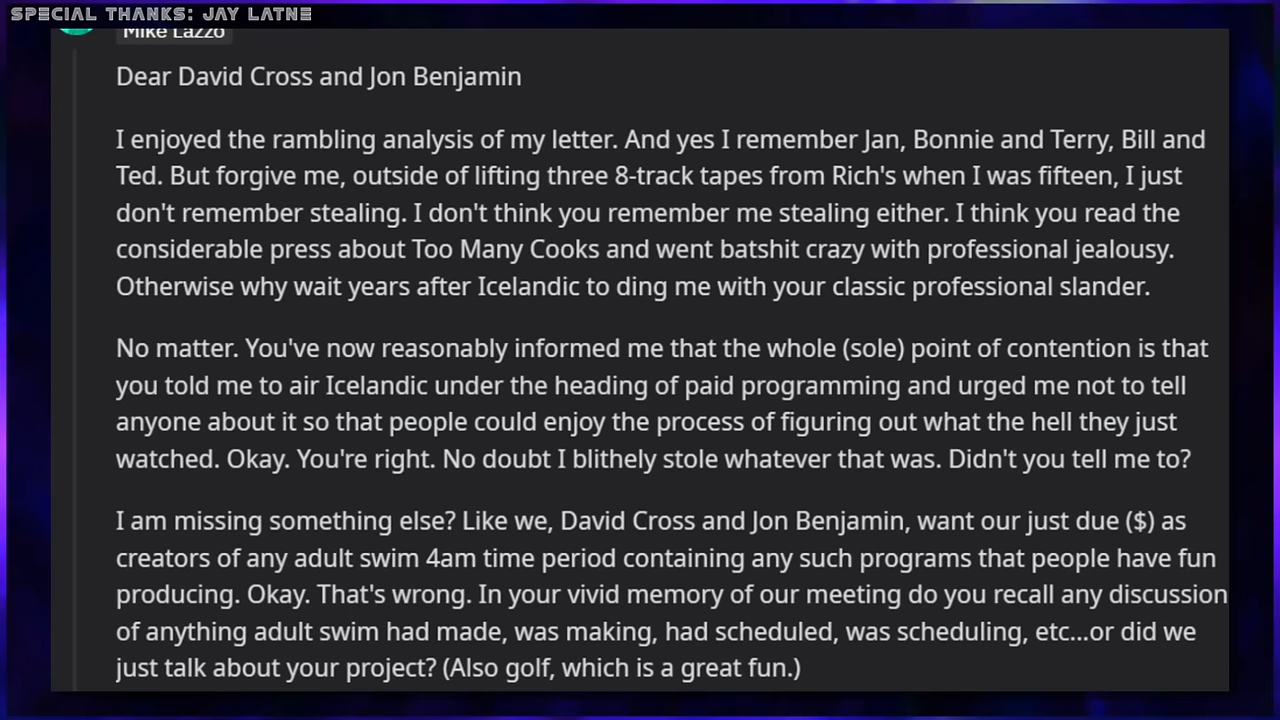 SPECIAL THANKS: JAY LATNE
Mike Lazzo
Dear David Cross and Jon Benjamin
I enjoyed the rambling analysis of my letter. And yes I remember Jan, Bonnie and Terry, Bill and
Ted. But forgive me, outside of lifting three 8-track tapes from Rich's when I was fifteen, I just
don't remember stealing. I don't think you remember me stealing either. I think you read the
considerable press about Too Many Cooks and went batshit crazy with professional jealousy.
Otherwise why wait years after Icelandic to ding me with your classic professional slander.
No matter. You've now reasonably informed me that the whole (sole) point of contention is that
you told me to air Icelandic under the heading of paid programming and urged me not to tell
anyone about it so that people could enjoy the process of figuring out what the hell they just
watched. Okay. You're right. No doubt I blithely stole whatever that was. Didn't you tell me to?
I am missing something else? Like we, David Cross and Jon Benjamin, want our just due ($) as
creators of any adult swim 4am time period containing any such programs that people have fun
producing. Okay. That's wrong. In your vivid memory of our meeting do you recall any discussion
of anything adult swim had made, was making, had scheduled, was scheduling, etc...or did we
just talk about your project? (Also golf, which is a great fun.)